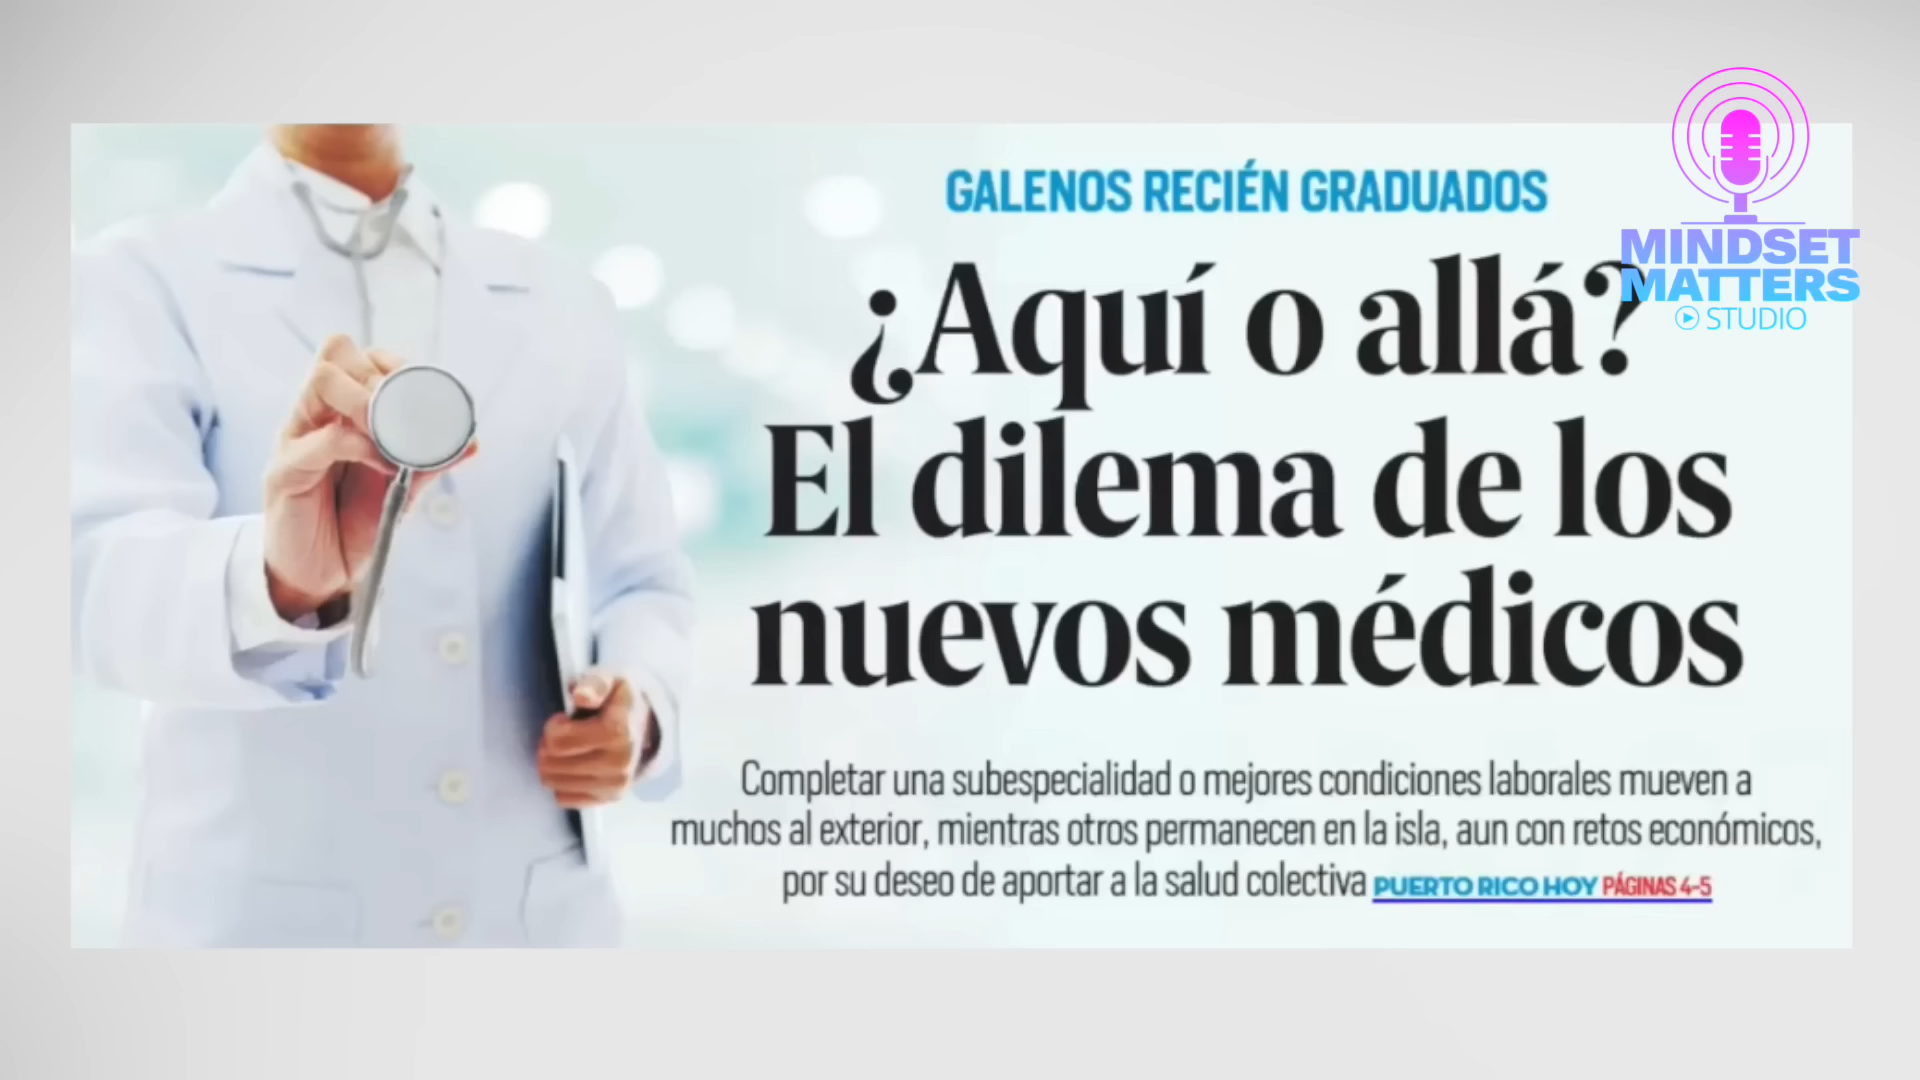 GALENOS RECIÉN GRADUADOS
¿Aquí o allá?
El dilema de los
nuevos médicos
Completar una subespecialidad o mejores condiciones laborales mueven a
muchos al exterior, mientras otros permanecen en la isla, aun con retos económicos,
por su deseo de aportar a la salud colectiva PUERTO RICO HOY PÁGINAS 4-5
MINDSET
MATTERS
STUDIO